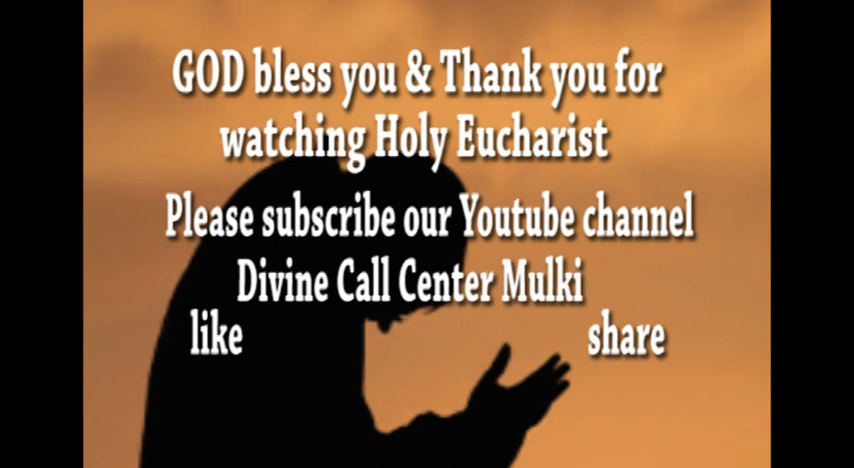 GOD bless you & Thank you for
watching Holy Eucharist
Please subscribe our Youtube channel
Divine Call Center Mulki
like share